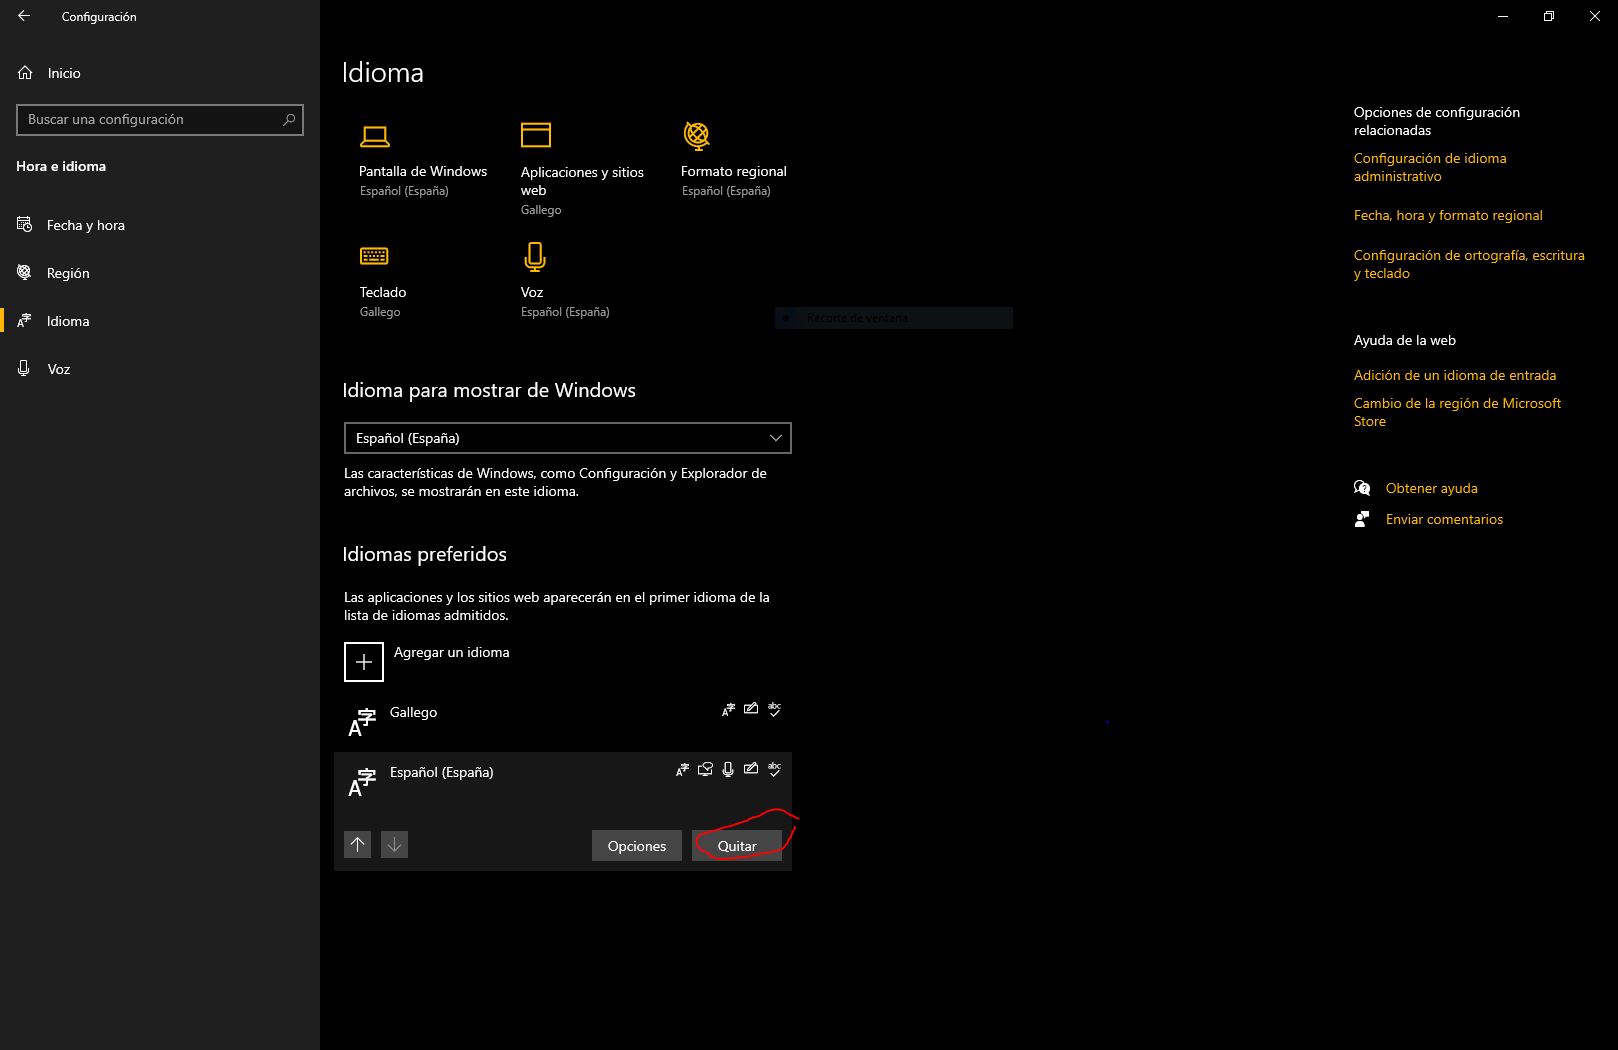 Configuración
Inicio
Buscar una configuración
Hora e idioma
Fecha y hora
Región
Idioma
Voz
Idioma
Pantalla de Windows
Español (España)
Aplicaciones y sitios
web
Gallego
Formato regional
Español (España)
Teclado
Gallego
Voz
Español (España)
Recorte de ventana
Idioma para mostrar de Windows
Español (España)
Las características de Windows, como Configuración y Explorador de
archivos, se mostrarán en este idioma.
Idiomas preferidos
Las aplicaciones y los sitios web aparecerán en el primer idioma de la
lista de idiomas admitidos.
Agregar un idioma
Gallego
Español (España)
Opciones
Quitar
Opciones de configuración
relacionadas
Configuración de idioma
administrativo
Fecha, hora y formato regional
Configuración de ortografía, escritura
y teclado
Ayuda de la web
Adición de un idioma de entrada
Cambio de la región de Microsoft
Store
Obtener ayuda
Enviar comentarios